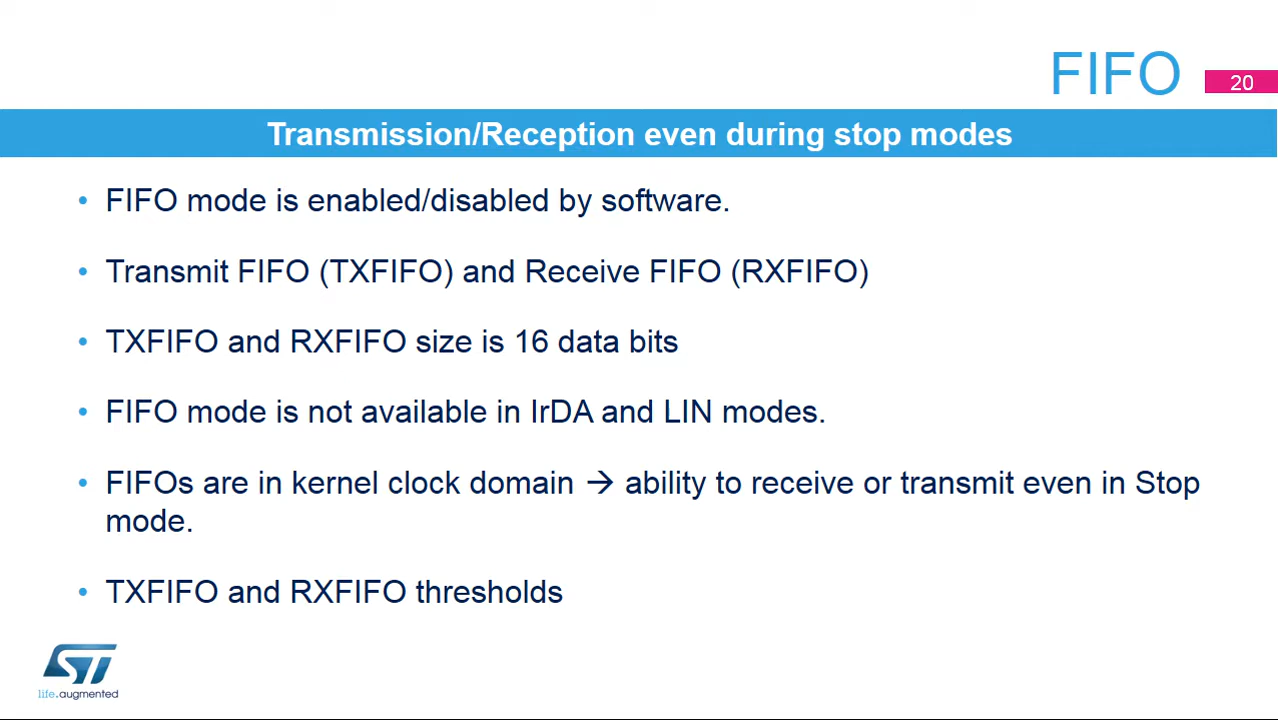 FIFO
20
Transmission/Reception even during stop modes
• FIFO mode is enabled/disabled by software.
• Transmit FIFO (TXFIFO) and Receive FIFO (RXFIFO)
• TXFIFO and RXFIFO size is 16 data bits
• FIFO mode is not available in IrDA and LIN modes.
• FIFOs are in kernel clock domain → ability to receive or transmit even in Stop
mode.
• TXFIFO and RXFIFO thresholds
ST
life.augmented